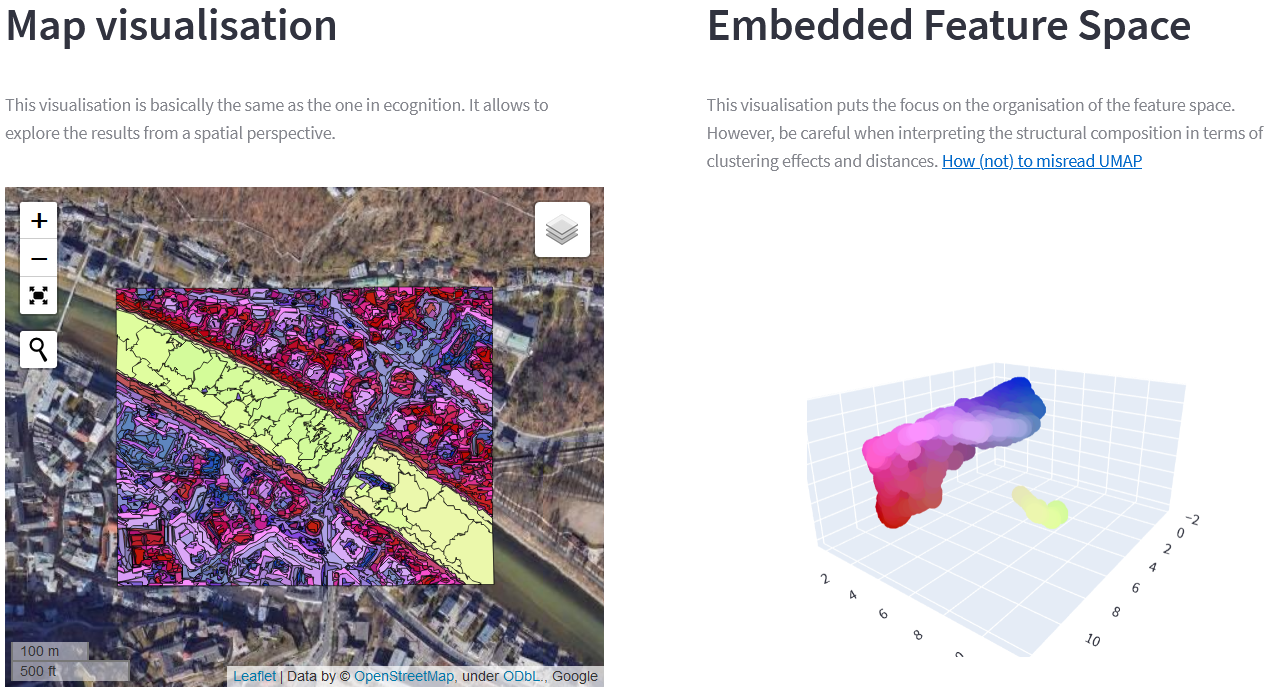 Map visualisation
This visualisation is basically the same as the one in ecognition. It allows to
explore the results from a spatial perspective.
+
−
100 m
500 ft
Leaflet | Data by © OpenStreetMap, under ODbL., Google
Embedded Feature Space
This visualisation puts the focus on the organisation of the feature space.
However, be careful when interpreting the structural composition in terms of
clustering effects and distances. How (not) to misread UMAP
2
4
6
8
−2
0
2
4
6
8
10